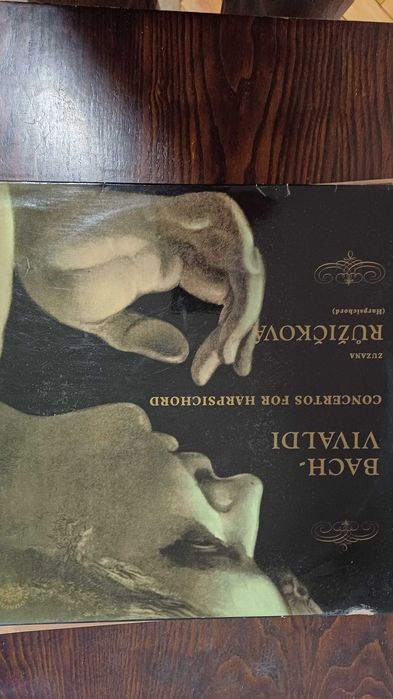 BACH-
VIVALDI
CONCERTOS FOR HARPSICHORD
ZUZANA
RŮŽIČKOVÁ
(Harpsichord)